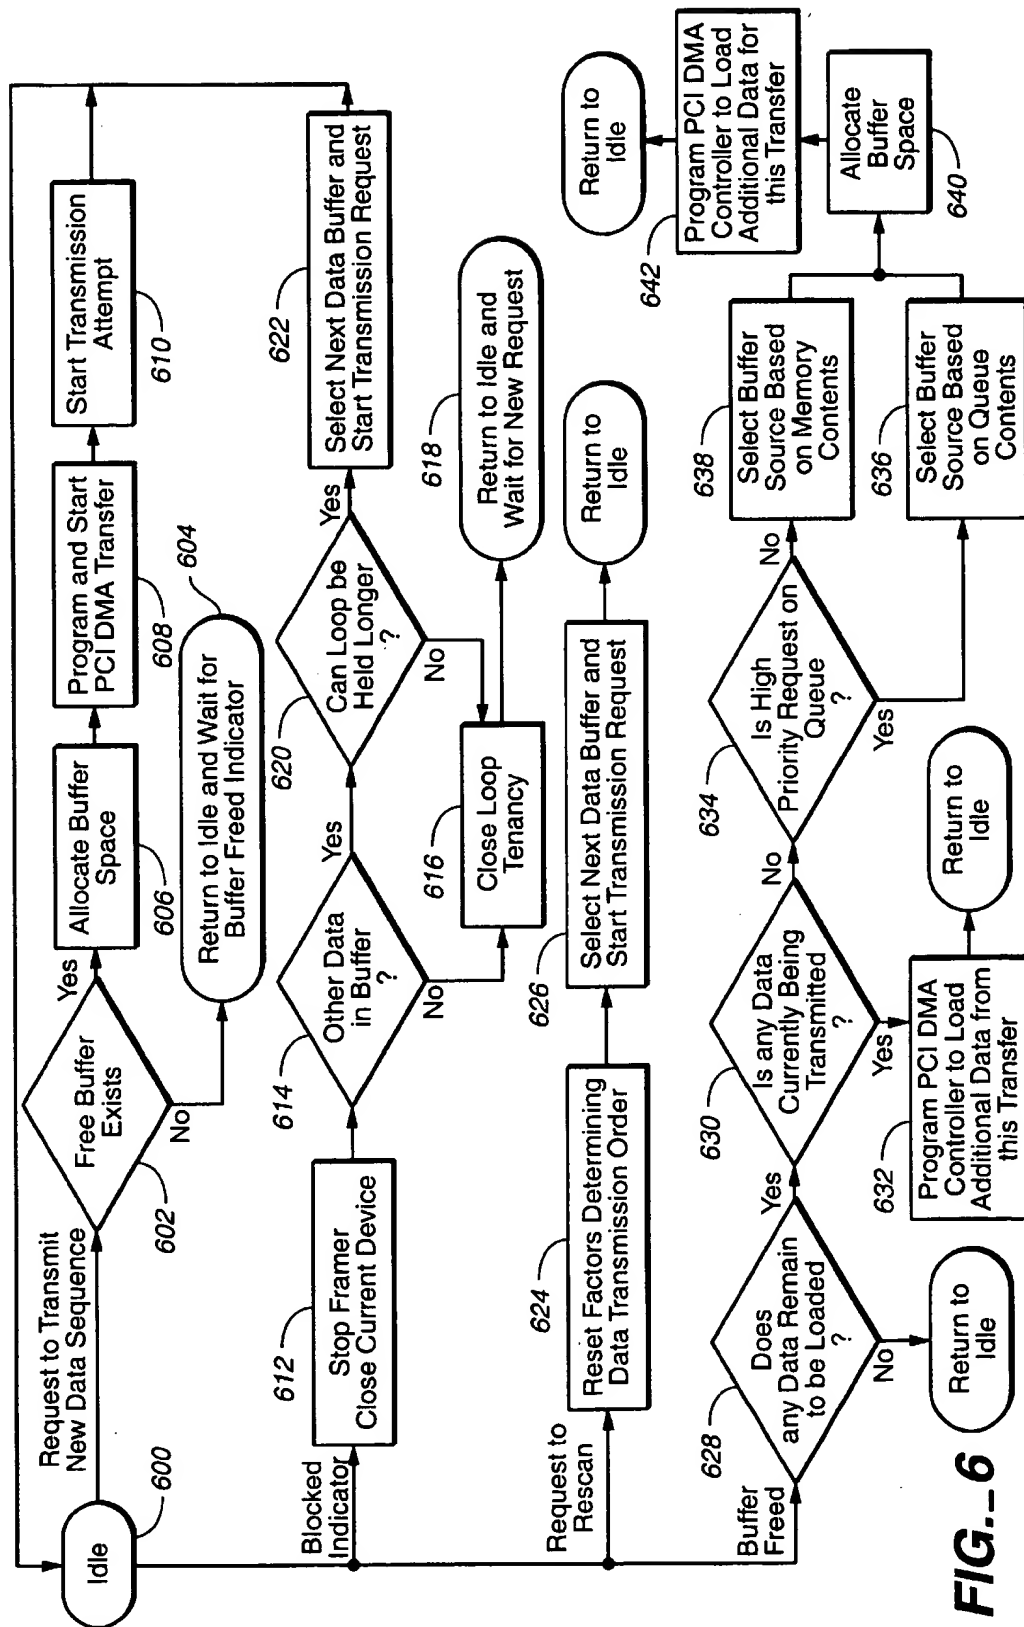 Idle
600
Request to Transmit
New Data Sequence
Free Buffer
Exists
602
Yes
No
Allocate Buffer
Space
606
Program and Start
PCI DMA Transfer
608
Start Transmission
Attempt
610
Return to Idle and Wait for
Buffer Freed Indicator
604
Blocked
Indicator
612
Stop Framer
Close Current Device
614
Other Data
in Buffer
?
Yes
No
620
Can Loop be
Held Longer
?
Yes
No
622
Select Next Data Buffer and
Start Transmission Request
616
Close Loop
Tenancy
618
Return to Idle and
Wait for New Request
Request to
Rescan
624
Reset Factors Determining
Data Transmission Order
626
Select Next Data Buffer and
Start Transmission Request
Return to
Idle
Buffer
Freed
628
Does
any Data Remain
to be Loaded
?
Yes
No
Return to
Idle
630
Is any Data
Currently Being
Transmitted
?
No
Yes
632
Program PCI DMA
Controller to Load
Additional Data from
this Transfer
Return to
Idle
634
Is High
Priority Request on
Queue
?
No
Yes
638
Select Buffer
Source Based
on Memory
Contents
636
Select Buffer
Source Based
on Queue
Contents
Allocate
Buffer
Space
640
642
Program PCI DMA
Controller to Load
Additional Data for
this Transfer
Return to
Idle
FIG._6